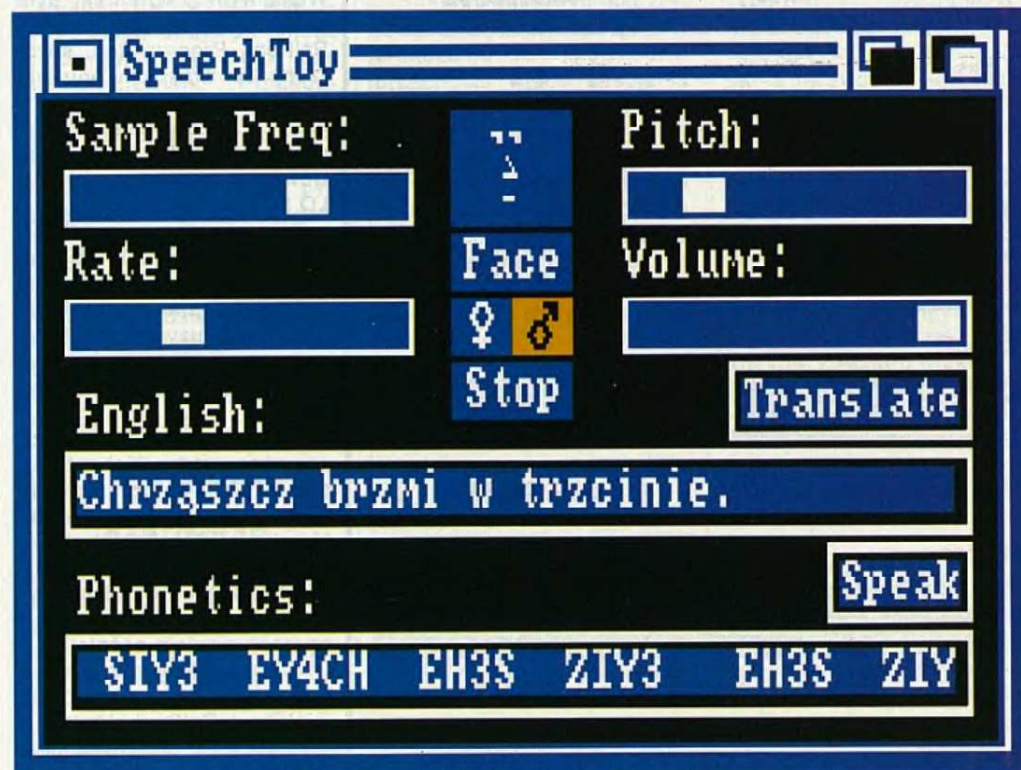 SpeechToy
Sample Freq:
Pitch:
Rate:
Face
Volume:
♀ ♂
Stop
Translate
English:
Chrząszcz brzmi w trzcinie.
Speak
Phonetics:
SIY3 EY4CH EH3S ZIY3 EH3S ZIY